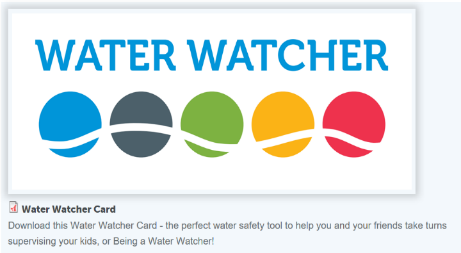 WATER WATCHER
Water Watcher Card
Download this Water Watcher Card - the perfect water safety tool to help you and your friends take turns
supervising your kids, or Being a Water Watcher!